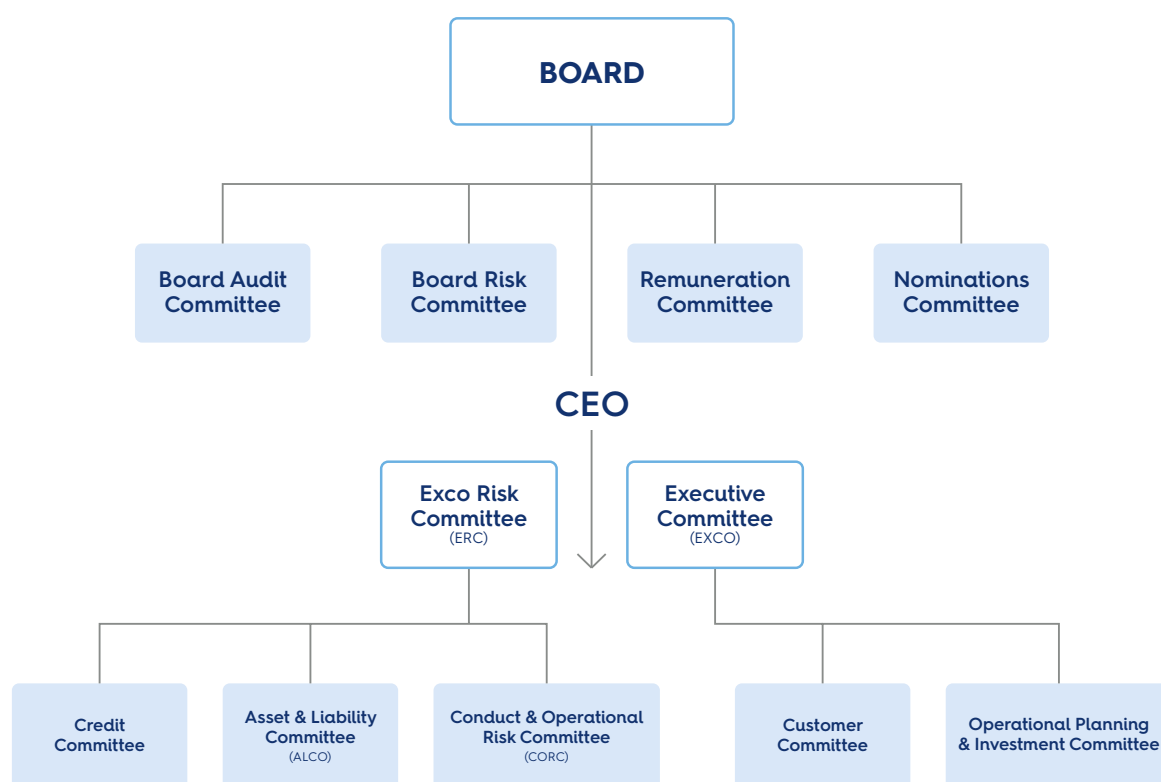 BOARD
Board Audit
Committee
Board Risk
Committee
Remuneration
Committee
Nominations
Committee
CEO
Exco Risk
Committee
(ERC)
Executive
Committee
(EXCO)
Credit
Committee
Asset & Liability
Committee
(ALCO)
Conduct & Operational
Risk Committee
(CORC)
Customer
Committee
Operational Planning
& Investment Committee